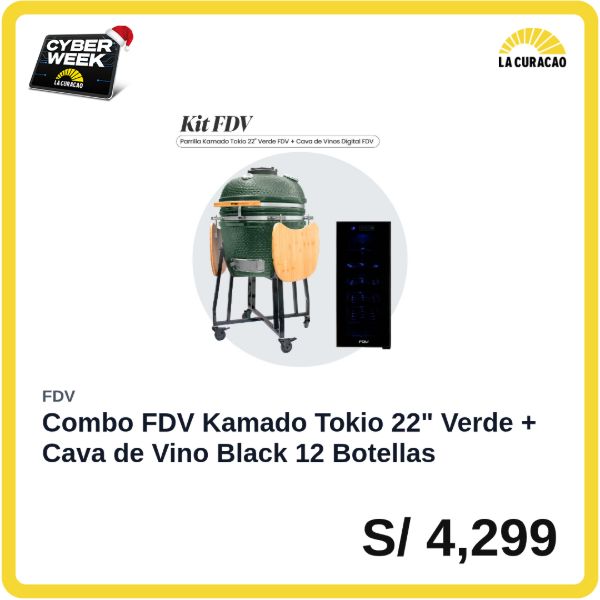 CYBER
WEEK
LA CURACAO
LA CURACAO
Kit FDV
Parrilla Kamado Tokio 22" Verde FDV + Cava de Vinos Digital FDV
FDV
FDV
Combo FDV Kamado Tokio 22" Verde +
Cava de Vino Black 12 Botellas
S/ 4,299